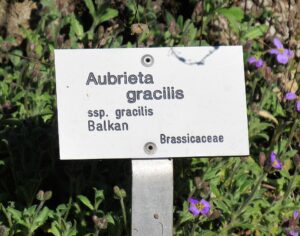 Aubrieta
gracilis
ssp. gracilis
Balkan
Brassicaceae